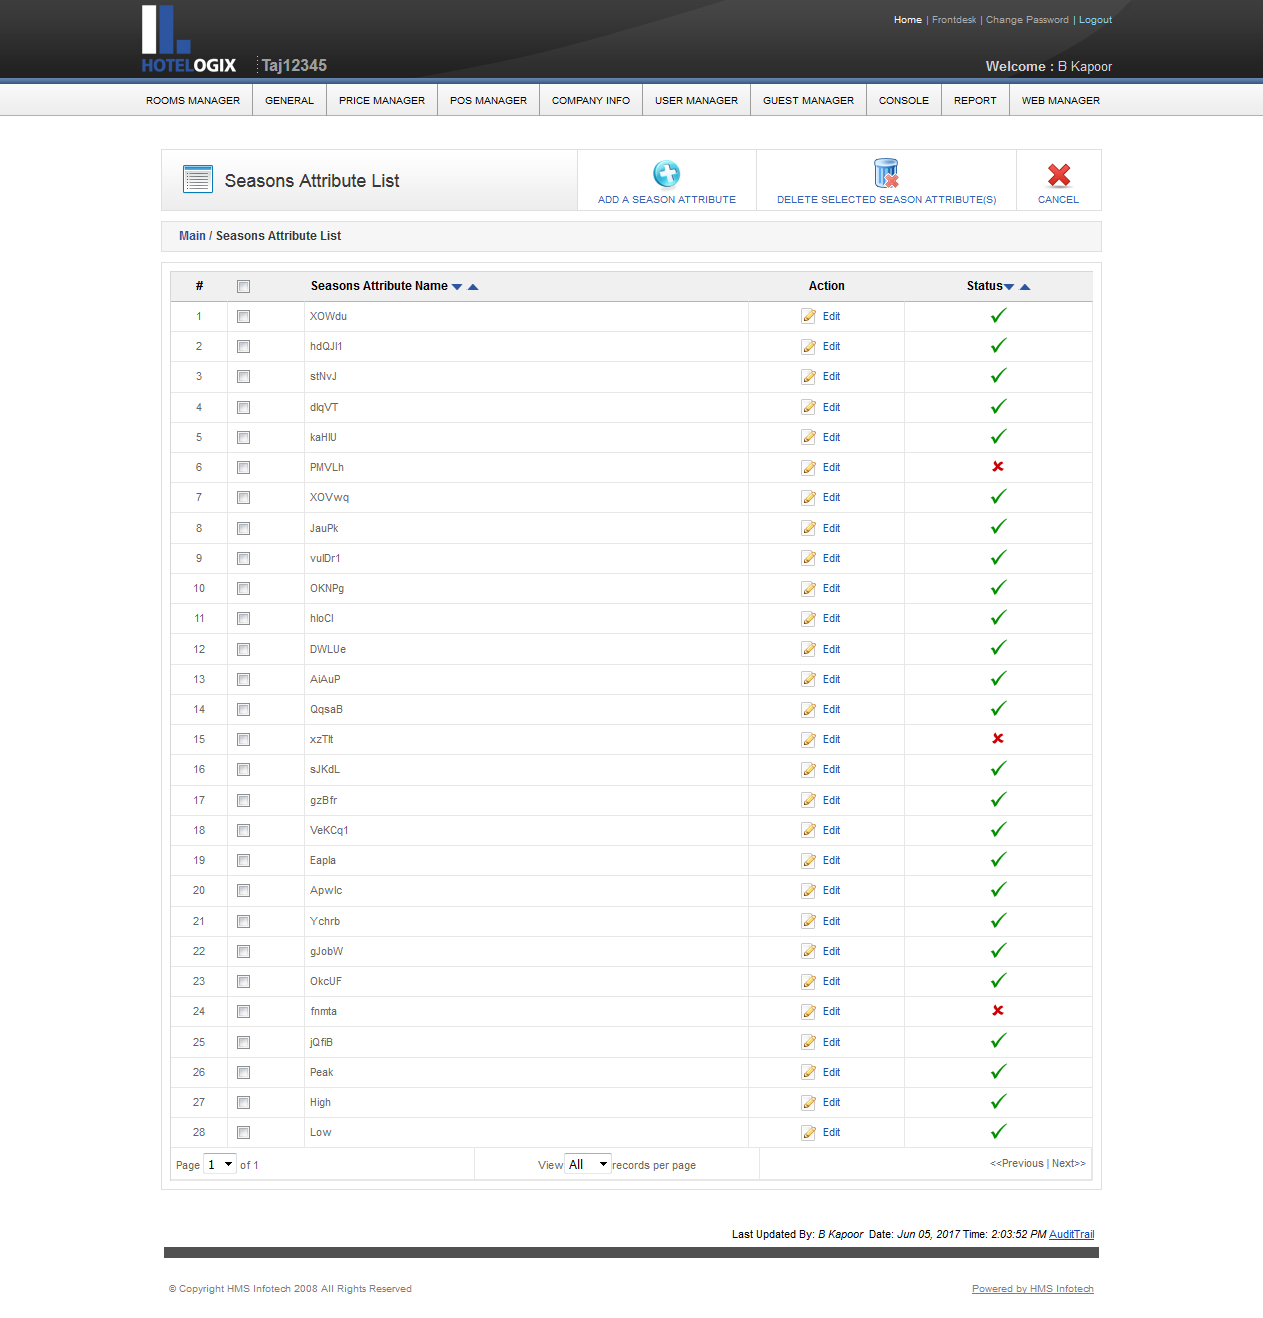 Home | Frontdesk | Change Password | Logout
HOTELOGIX Taj12345
Welcome : B Kapoor
ROOMS MANAGER GENERAL PRICE MANAGER POS MANAGER COMPANY INFO USER MANAGER GUEST MANAGER CONSOLE REPORT WEB MANAGER
Seasons Attribute List
ADD A SEASON ATTRIBUTE DELETE SELECTED SEASON ATTRIBUTE(S) CANCEL
Main / Seasons Attribute List
# Seasons Attribute Name Action Status
1 XOWdu Edit
2 hdQJI1 Edit
3 stNvJ Edit
4 dIqVT Edit
5 kaHIU Edit
6 PMVLh Edit
7 XOVwq Edit
8 JauPk Edit
9 vuIDr1 Edit
10 OKNPg Edit
11 hIoCI Edit
12 DWLUe Edit
13 AiAuP Edit
14 QqsaB Edit
15 xzTIt Edit
16 sJKdL Edit
17 gzBfr Edit
18 VeKCq1 Edit
19 EapIa Edit
20 ApwIc Edit
21 Ychrb Edit
22 gJobW Edit
23 OkcUF Edit
24 fnmta Edit
25 jQfiB Edit
26 Peak Edit
27 High Edit
28 Low Edit
Page 1 of 1 View All records per page <<Previous | Next>>
Last Updated By: B Kapoor Date: Jun 05, 2017 Time: 2:03:52 PM AuditTrail
© Copyright HMS Infotech 2008 All Rights Reserved Powered by HMS Infotech